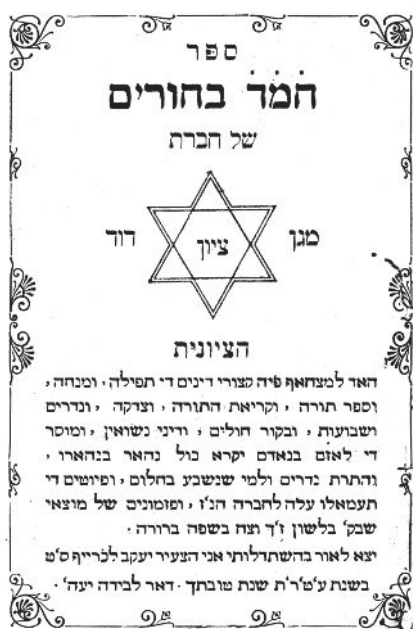 ספר
חמד בחורים
של חברת
מגן ציון דוד
הציונית
האד למצחאף פיה קצורי דינים די תפילה ׳ ומנחה ׳
וספר תורה ׳ וקריאת התורה ׳ וצדקה ׳ ונדרים
ושבועות ׳ ובקור חולים ׳ ודיני נשואין ׳ ומוסר
די לאזם בנאדם יקרא כול נהאר בנהארו ׳
והתרת נדרים ולמי שנשבע בחלום ׳ ופיוטים די
תעמאלו עלה לחברה הנ״ז ׳ ופזמונים של מוצאי
שבק׳ בלשון ז״ך וצח בשפה ברורה ·
יצא לאור בהשתדלותי אני הצעיר יעקב לכרייף ס״ט
בשנת ע׳ט׳ר׳ת שנת טובתך · דאר לבידה יעה׳ ·